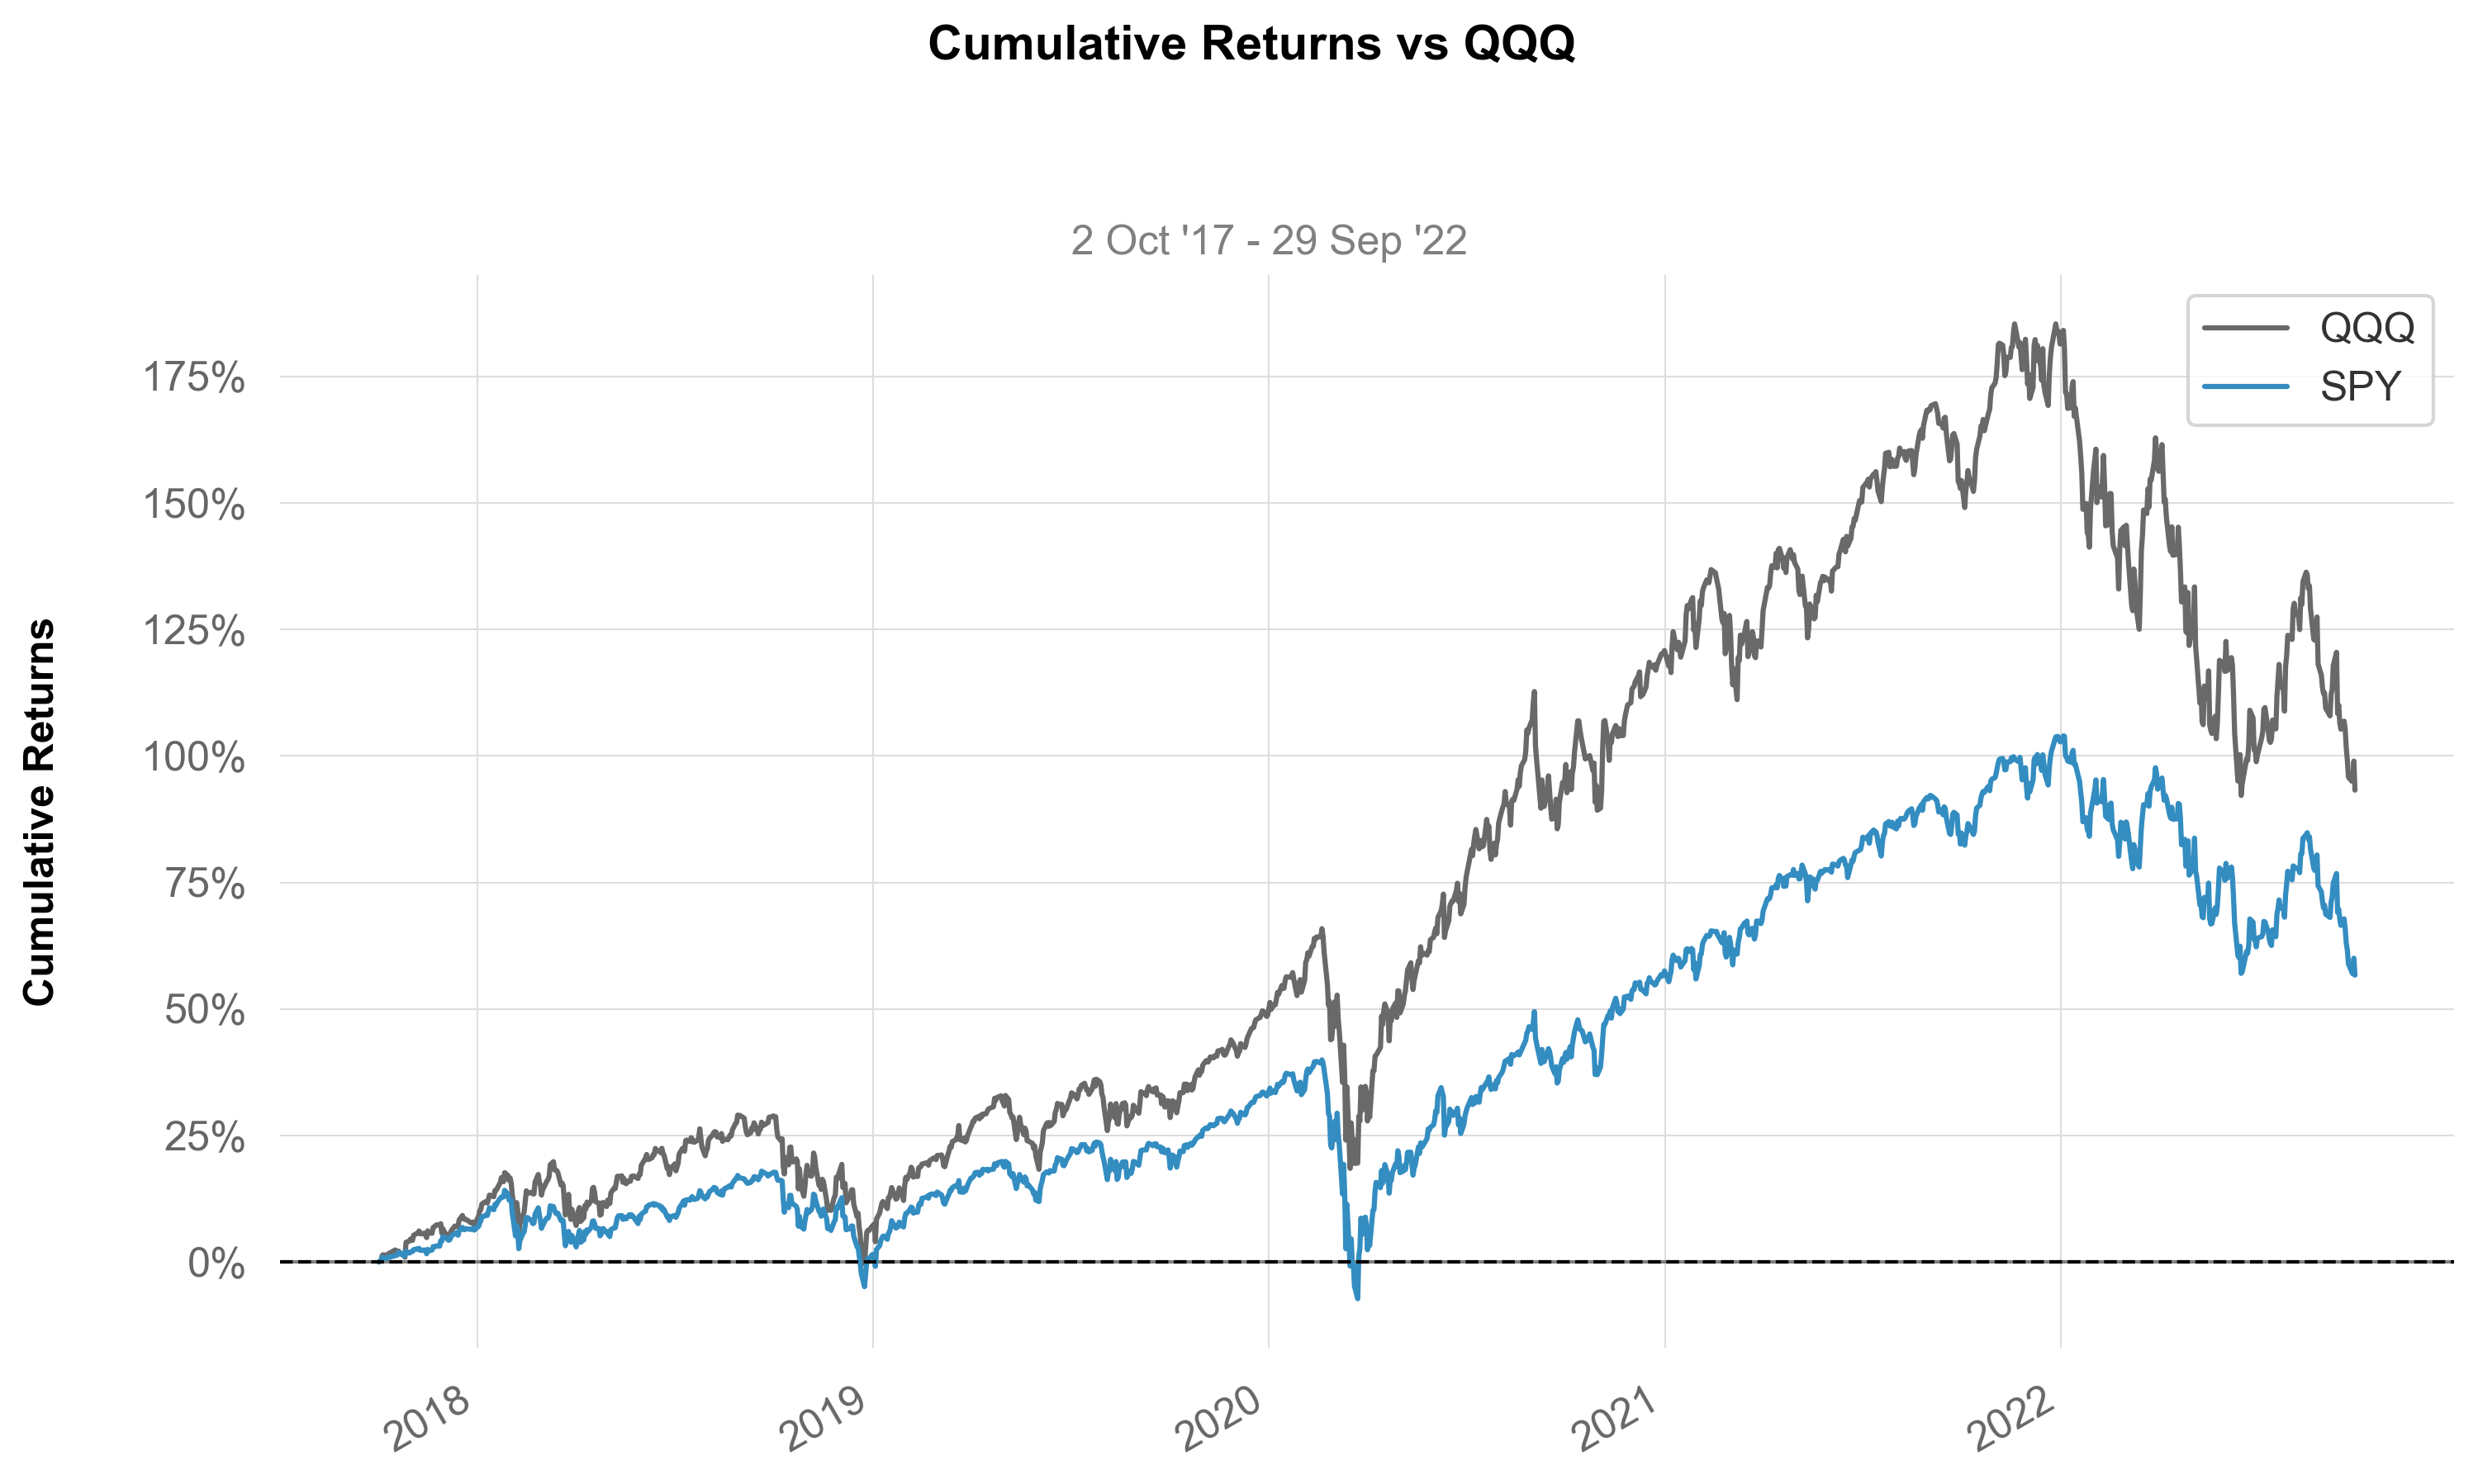 Cumulative Returns vs QQQ
2 Oct '17 - 29 Sep '22
QQQ
SPY
Cumulative Returns
175%
150%
125%
100%
75%
50%
25%
0%
2018
2019
2020
2021
2022